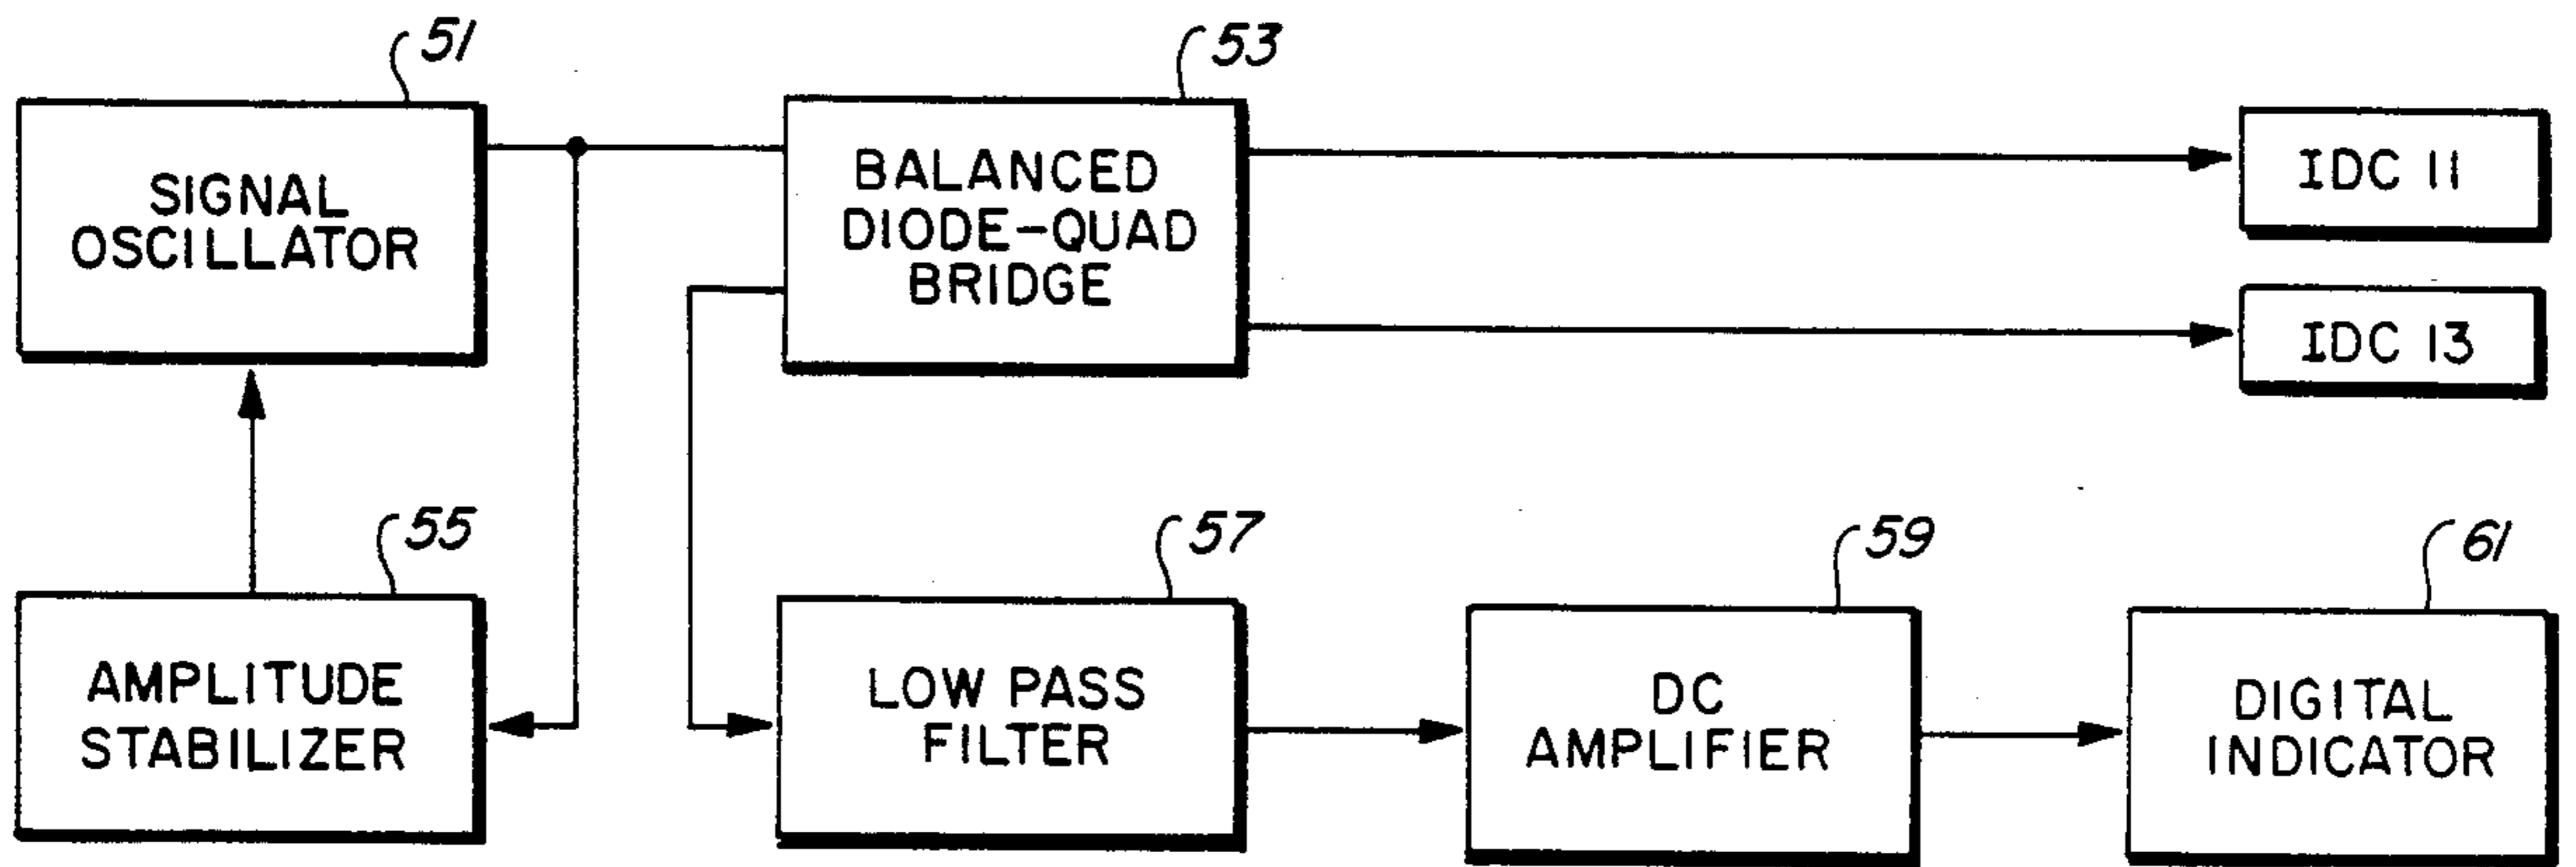 51
SIGNAL
OSCILLATOR
53
BALANCED
DIODE-QUAD
BRIDGE
IDC 11
IDC 13
55
AMPLITUDE
STABILIZER
57
LOW PASS
FILTER
59
DC
AMPLIFIER
61
DIGITAL
INDICATOR